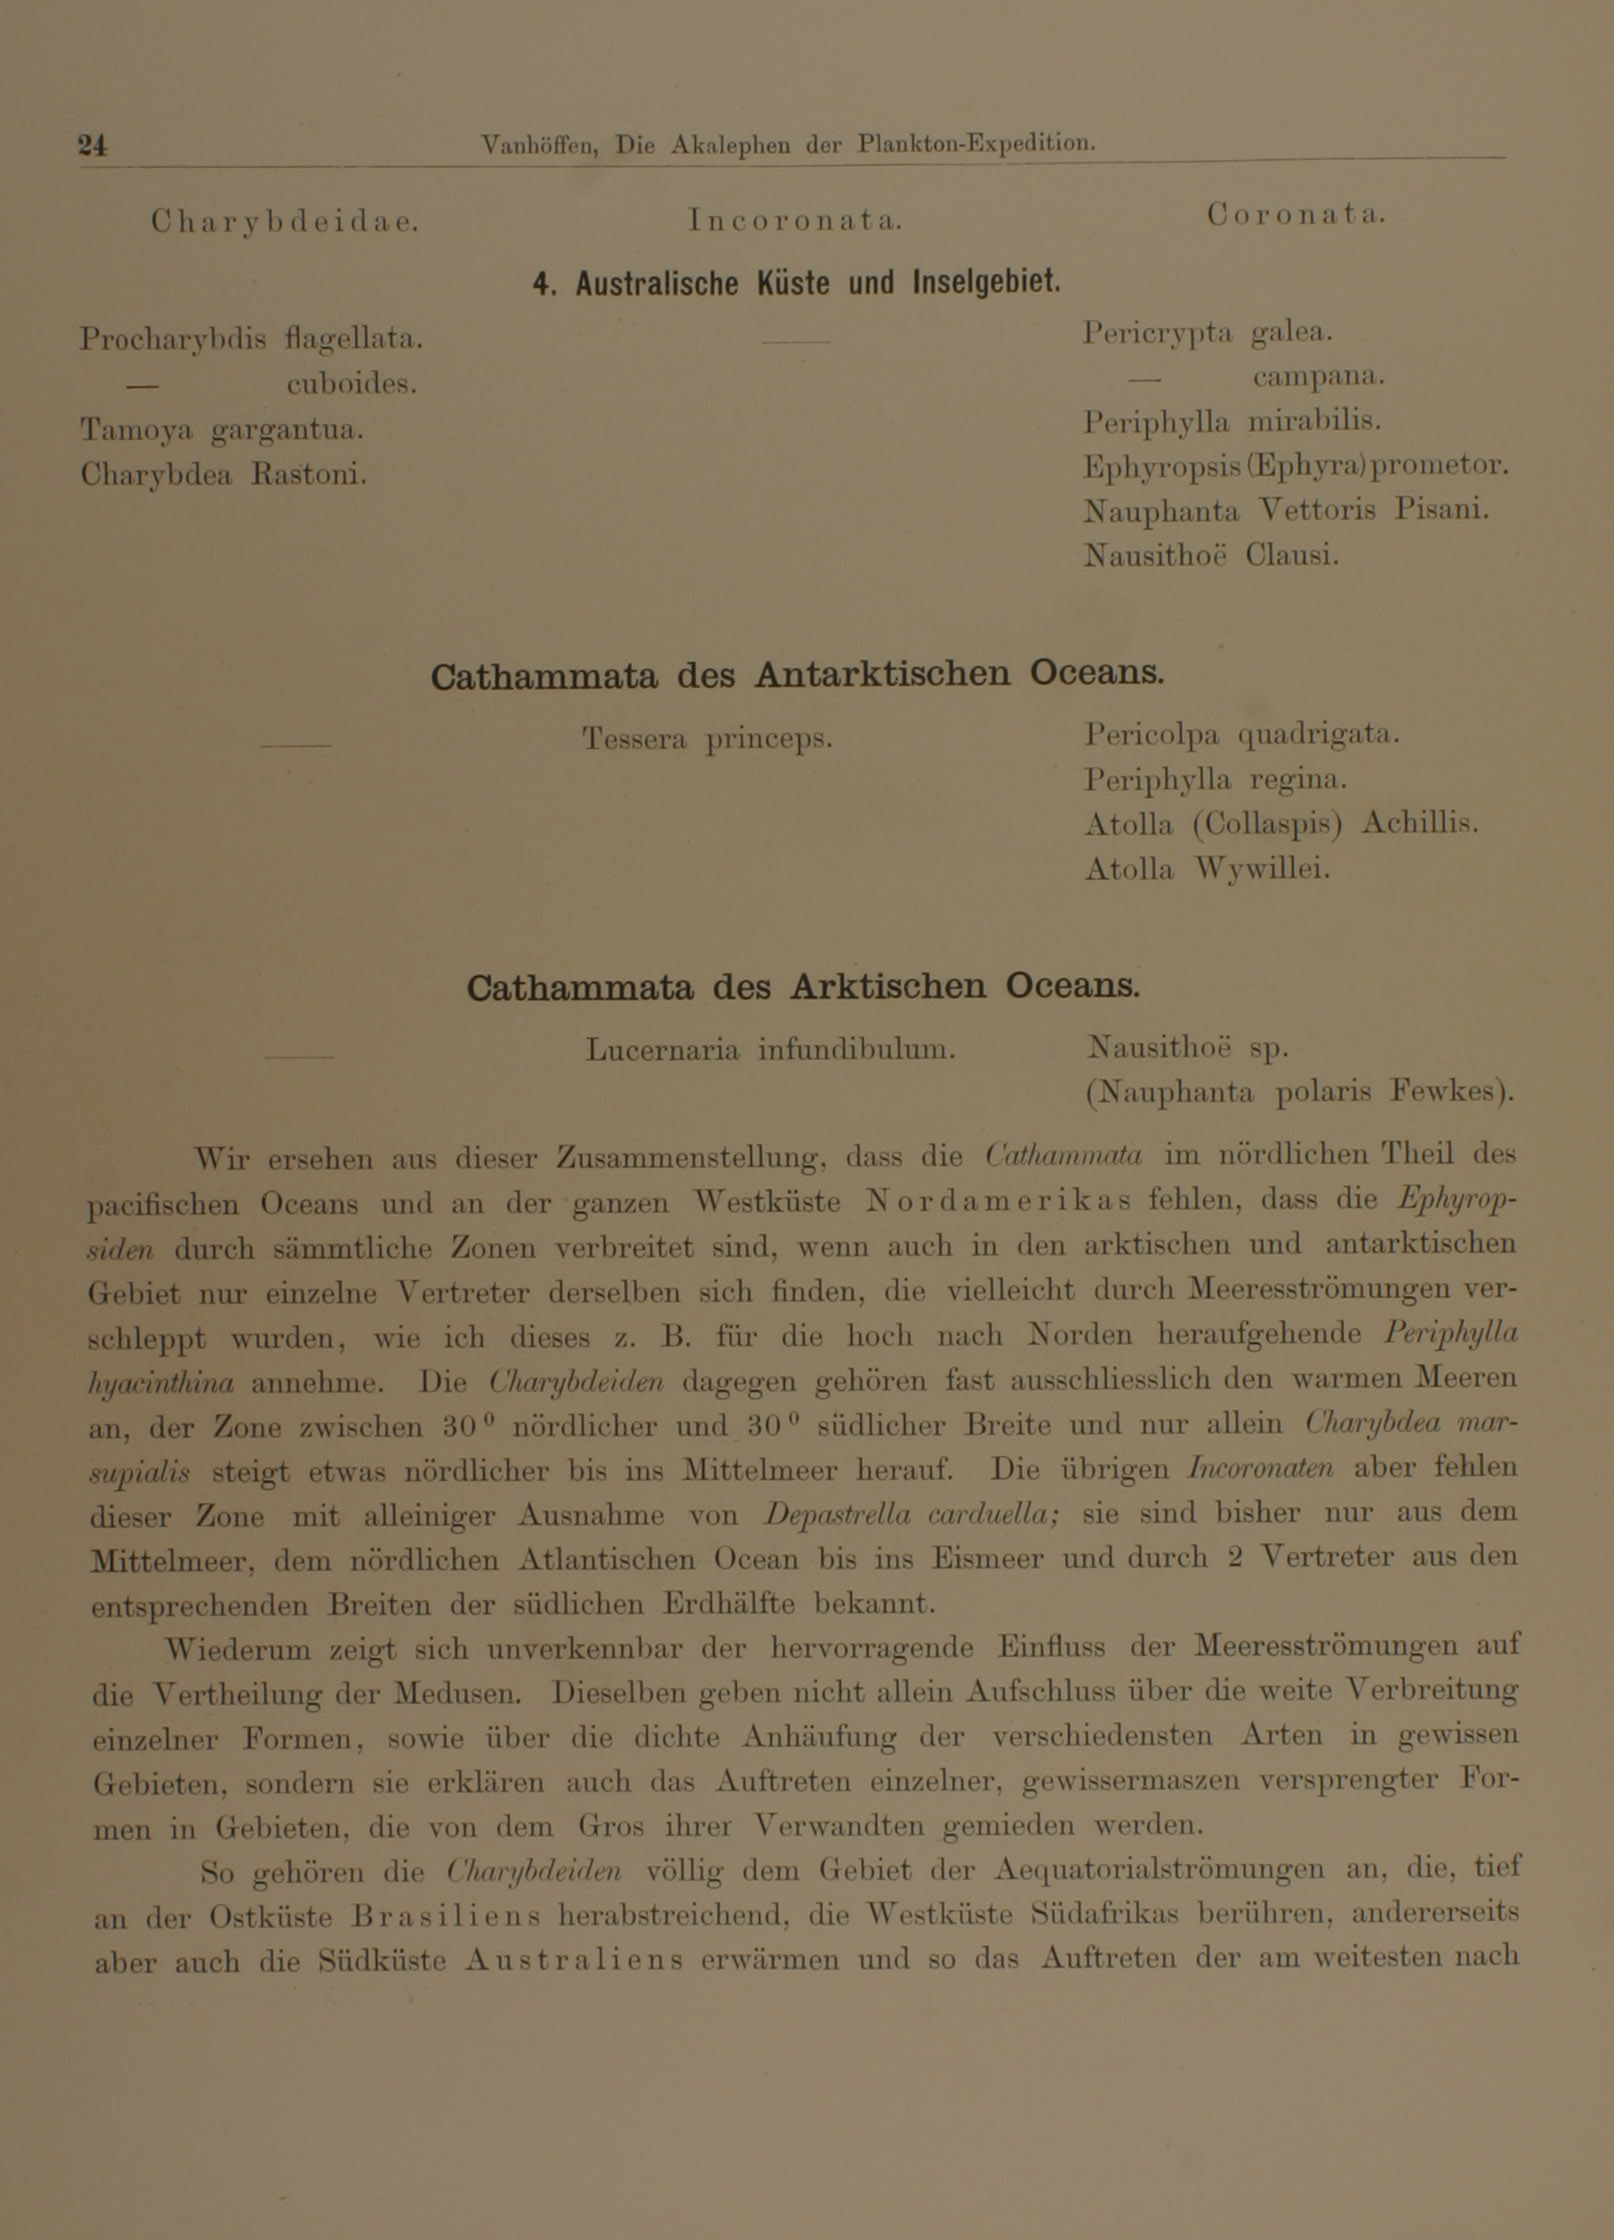 24 Vanhöffen, Die Akalephen der Plankton-Expedition.
Charybdeidae. Incoronata. Coronata.
4. Australische Küste und Inselgebiet.
Procharybdis flagellata. — Pericrypta galea.
— cuboides. — campana.
Tamoya gargantua. Periphylla mirabilis.
Charybdea Rastoni. Ephyropsis (Ephyra) prometor.
Nauphanta Vettoris Pisani.
Nausithoë Clausi.
Cathammata des Antarktischen Oceans.
— Tessera princeps. Pericolpa quadrigata.
Periphylla regina.
Atolla (Collaspis) Achillis.
Atolla Wywillei.
Cathammata des Arktischen Oceans.
— Lucernaria infundibulum. Nausithoë sp.
(Nauphanta polaris Fewkes).
Wir ersehen aus dieser Zusammenstellung, dass die Cathammata im nördlichen Theil des
pacifischen Oceans und an der ganzen Westküste Nordamerikas fehlen, dass die Ephyrop-
siden durch sämmtliche Zonen verbreitet sind, wenn auch in den arktischen und antarktischen
Gebiet nur einzelne Vertreter derselben sich finden, die vielleicht durch Meeresströmungen ver-
schleppt wurden, wie ich dieses z. B. für die hoch nach Norden heraufgehende Periphylla
hyacinthina annehme. Die Charybdeiden dagegen gehören fast ausschliesslich den warmen Meeren
an, der Zone zwischen 30⁰ nördlicher und 30⁰ südlicher Breite und nur allein Charybdea mar-
supialis steigt etwas nördlicher bis ins Mittelmeer herauf. Die übrigen Incoronaten aber fehlen
dieser Zone mit alleiniger Ausnahme von Depastrella carduella; sie sind bisher nur aus dem
Mittelmeer, dem nördlichen Atlantischen Ocean bis ins Eismeer und durch 2 Vertreter aus den
entsprechenden Breiten der südlichen Erdhälfte bekannt.
Wiederum zeigt sich unverkennbar der hervorragende Einfluss der Meeresströmungen auf
die Vertheilung der Medusen. Dieselben geben nicht allein Aufschluss über die weite Verbreitung
einzelner Formen, sowie über die dichte Anhäufung der verschiedensten Arten in gewissen
Gebieten, sondern sie erklären auch das Auftreten einzelner, gewissermaszen versprengter For-
men in Gebieten, die von dem Gros ihrer Verwandten gemieden werden.
So gehören die Charybdeiden völlig dem Gebiet der Aequatorialströmungen an, die, tief
an der Ostküste Brasiliens herabstreichend, die Westküste Südafrikas berühren, andererseits
aber auch die Südküste Australiens erwärmen und so das Auftreten der am weitesten nach